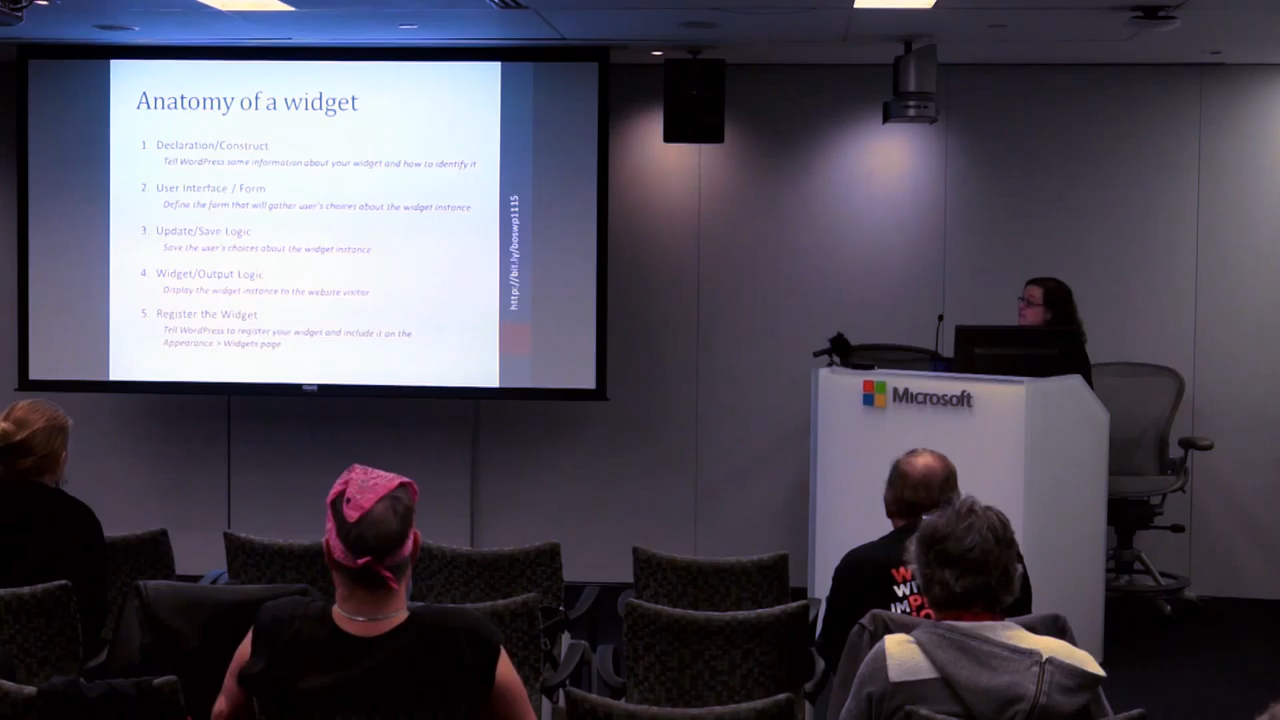 Anatomy of a widget
1. Declaration/Construct
Tell WordPress some information about your widget and how to identify it
2. User Interface / Form
Define the form that will gather user's choices about the widget instance
3. Update/Save Logic
Save the user's choices about the widget instance
4. Widget/Output Logic
Display the widget instance to the website visitor
5. Register the Widget
Tell WordPress to register your widget and include it on the
Appearance > Widgets page
http://bit.ly/boswp1115
Microsoft